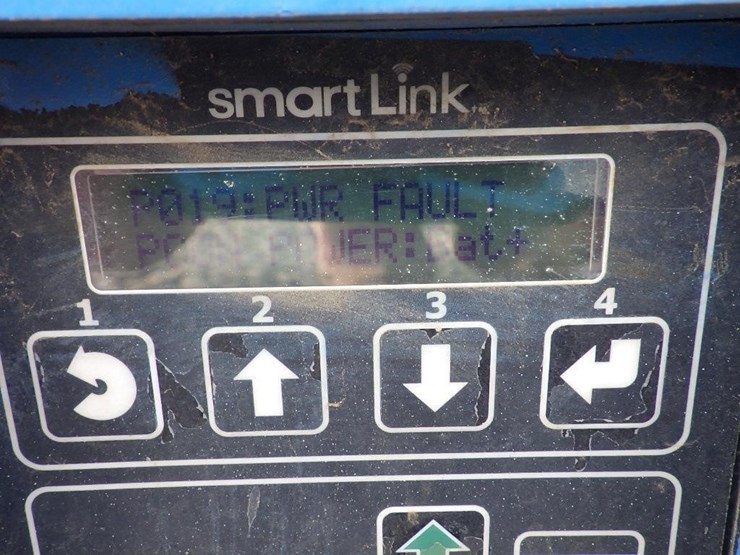 smart Link
P019:PWR FAULT
1 2 3 4